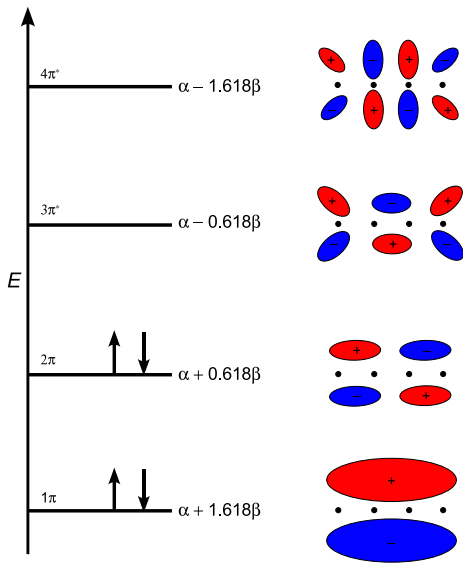 4π*
α – 1.618β
+ – + –
– + – +
3π*
α – 0.618β
+ – +
– + –
E
2π
α + 0.618β
+ –
– +
1π
α + 1.618β
+
–